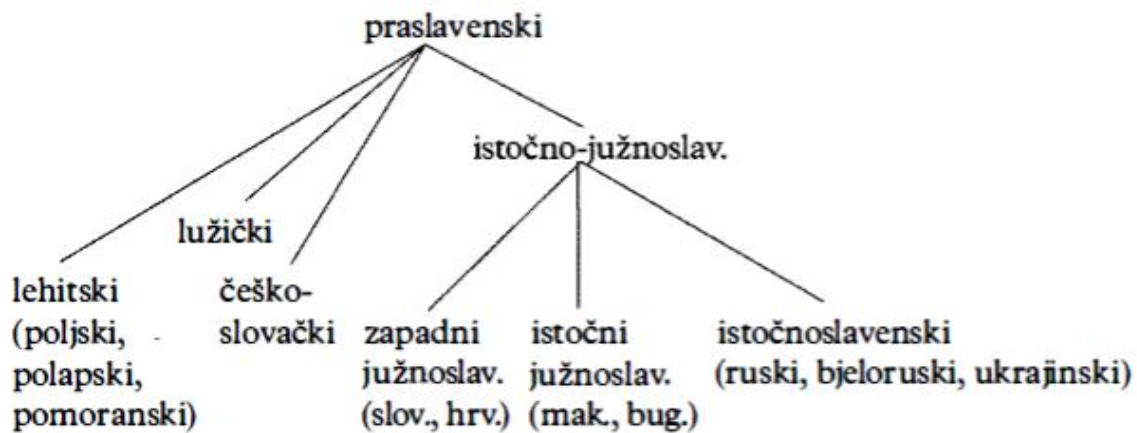 praslavenski
istočno-južnoslav.
lužički
lehitski
(poljski,
polapski,
pomoranski)
češko-
slovački
zapadni
južnoslav.
(slov., hrv.)
istočni
južnoslav.
(mak., bug.)
istočnoslavenski
(ruski, bjeloruski, ukrajinski)